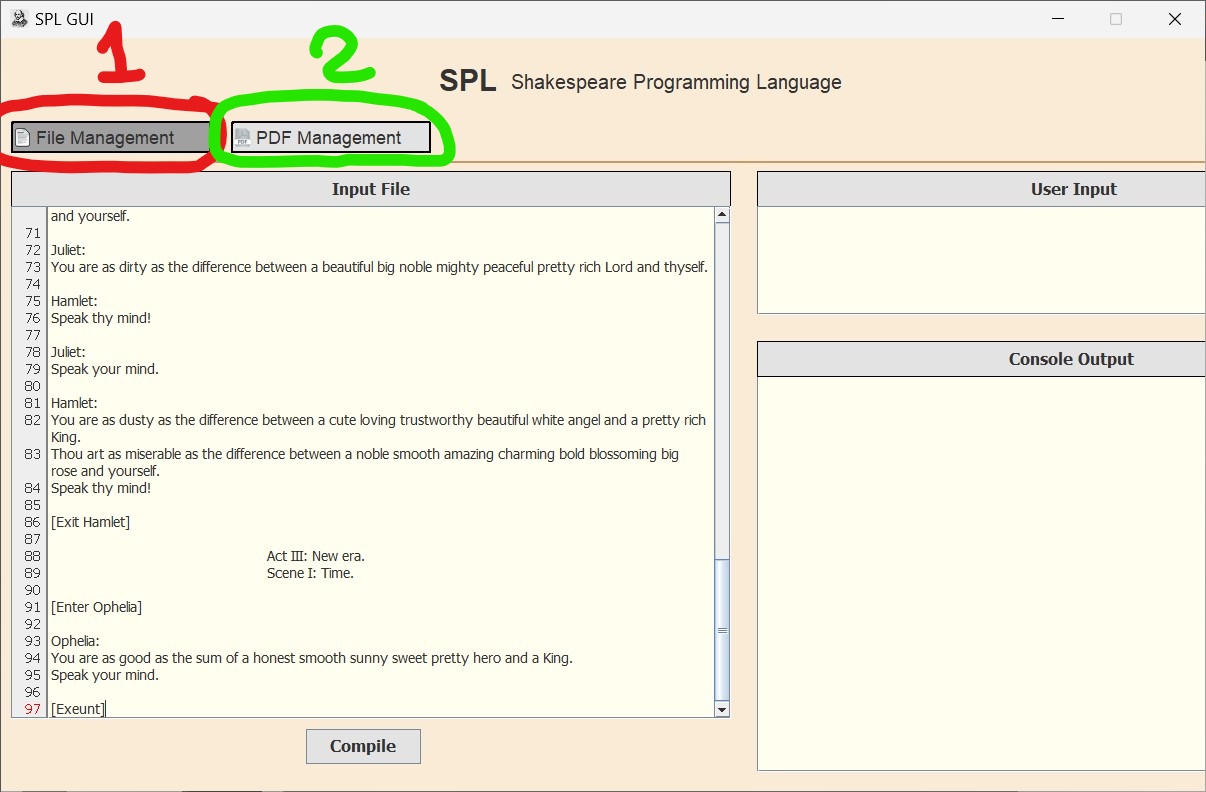 SPL GUI
1
2
SPL Shakespeare Programming Language
File Management
PDF Management
Input File
and yourself.
71
72 Juliet:
73 You are as dirty as the difference between a beautiful big noble mighty peaceful pretty rich Lord and thyself.
74
75 Hamlet:
76 Speak thy mind!
77
78 Juliet:
79 Speak your mind.
80
81 Hamlet:
82 You are as dusty as the difference between a cute loving trustworthy beautiful white angel and a pretty rich
King.
83 Thou art as miserable as the difference between a noble smooth amazing charming bold blossoming big
rose and yourself.
84 Speak thy mind!
85
86 [Exit Hamlet]
87
88 Act III: New era.
89 Scene I: Time.
90
91 [Enter Ophelia]
92
93 Ophelia:
94 You are as good as the sum of a honest smooth sunny sweet pretty hero and a King.
95 Speak your mind.
96
97 [Exeunt]
Compile
User Input
Console Output